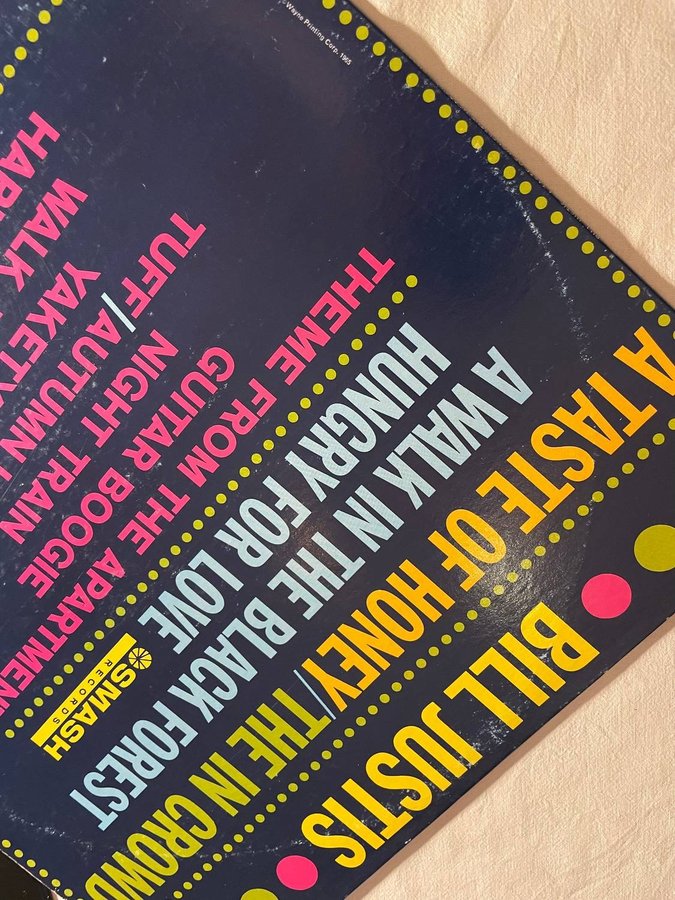 BILL JUSTIS
A TASTE OF HONEY/THE IN CROWD
A WALK IN THE BLACK FOREST
HUNGRY FOR LOVE
SMASH
RECORDS
THEME FROM THE APARTMEN
GUITAR BOOGIE
NIGHT TRAIN
TUFF/AUTUMN
YAKETY
WALK
Wayne Printing Corp. 1965